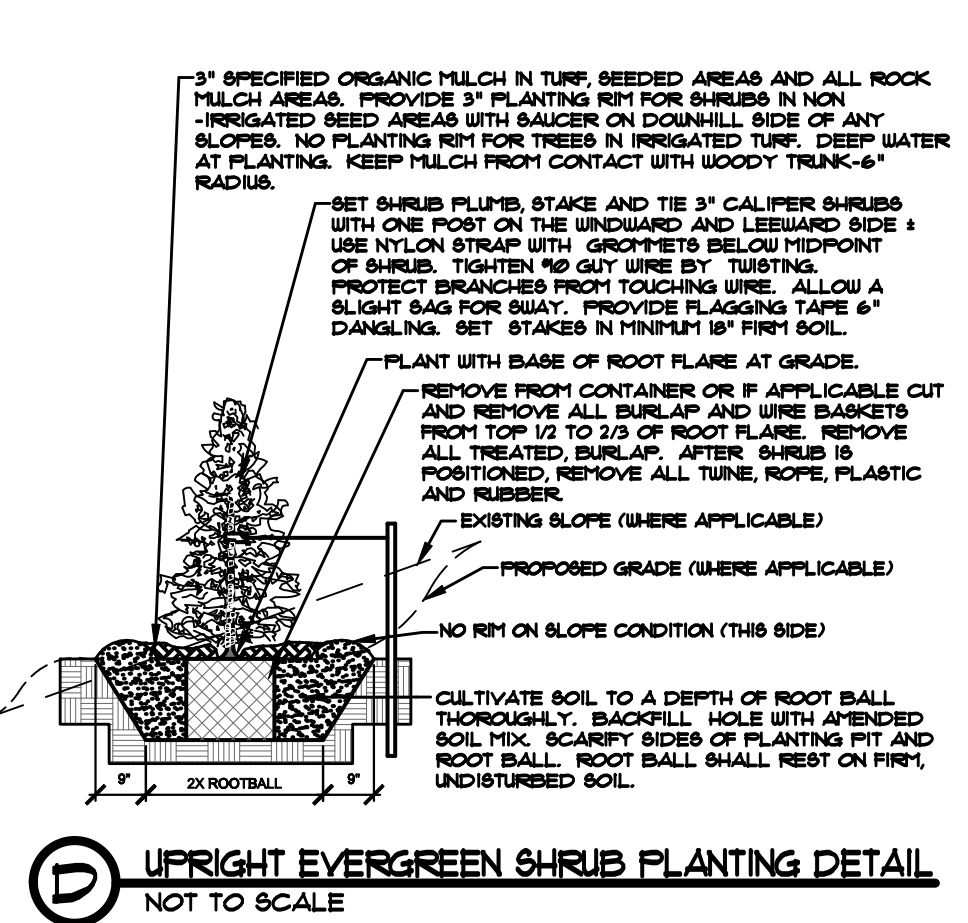 3" SPECIFIED ORGANIC MULCH IN TURF, SEEDED AREAS AND ALL ROCK
MULCH AREAS. PROVIDE 3" PLANTING RIM FOR SHRUBS IN NON
-IRRIGATED SEED AREAS WITH SAUCER ON DOWNHILL SIDE OF ANY
SLOPES. NO PLANTING RIM FOR TREES IN IRRIGATED TURF. DEEP WATER
AT PLANTING. KEEP MULCH FROM CONTACT WITH WOODY TRUNK-6"
RADIUS.
SET SHRUB PLUMB, STAKE AND TIE 3" CALIPER SHRUBS
WITH ONE POST ON THE WINDWARD AND LEEWARD SIDE ±
USE NYLON STRAP WITH GROMMETS BELOW MIDPOINT
OF SHRUB. TIGHTEN #10 GUY WIRE BY TWISTING.
PROTECT BRANCHES FROM TOUCHING WIRE. ALLOW A
SLIGHT SAG FOR SWAY. PROVIDE FLAGGING TAPE 6"
DANGLING. SET STAKES IN MINIMUM 18" FIRM SOIL.
PLANT WITH BASE OF ROOT FLARE AT GRADE.
REMOVE FROM CONTAINER OR IF APPLICABLE CUT
AND REMOVE ALL BURLAP AND WIRE BASKETS
FROM TOP 1/2 TO 2/3 OF ROOT FLARE. REMOVE
ALL TREATED, BURLAP. AFTER SHRUB IS
POSITIONED, REMOVE ALL TWINE, ROPE, PLASTIC
AND RUBBER.
EXISTING SLOPE (WHERE APPLICABLE)
PROPOSED GRADE (WHERE APPLICABLE)
NO RIM ON SLOPE CONDITION (THIS SIDE)
CULTIVATE SOIL TO A DEPTH OF ROOT BALL
THOROUGHLY. BACKFILL HOLE WITH AMENDED
SOIL MIX. SCARIFY SIDES OF PLANTING PIT AND
ROOT BALL. ROOT BALL SHALL REST ON FIRM,
UNDISTURBED SOIL.
9" 2X ROOTBALL 9"
D UPRIGHT EVERGREEN SHRUB PLANTING DETAIL
NOT TO SCALE